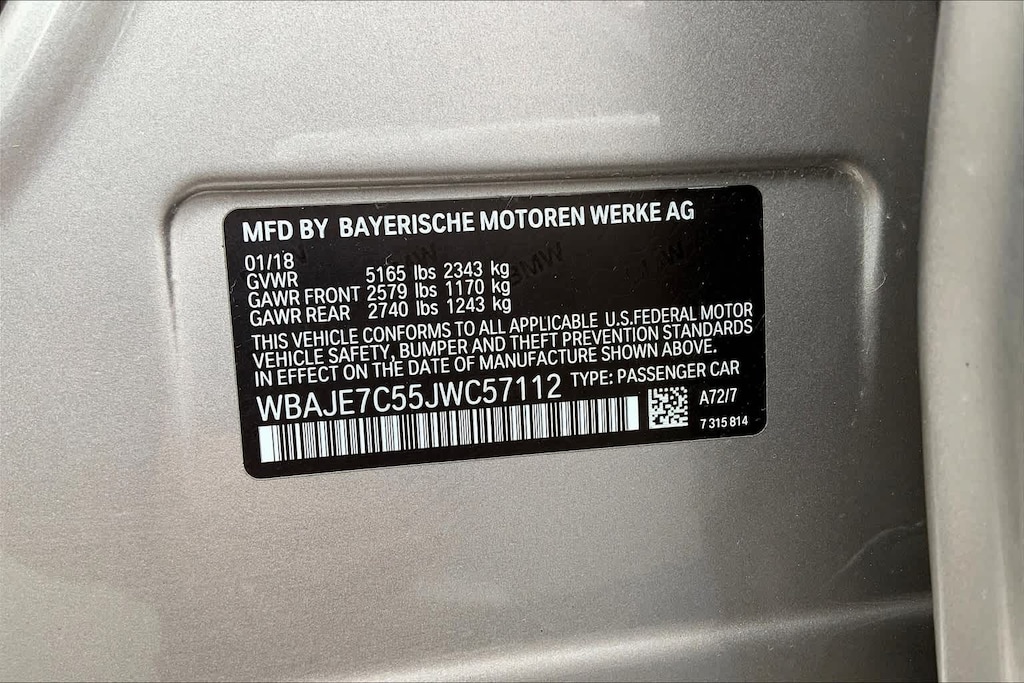 MFD BY BAYERISCHE MOTOREN WERKE AG
01/18
GVWR 5165 lbs 2343 kg
GAWR FRONT 2579 lbs 1170 kg
GAWR REAR 2740 lbs 1243 kg
THIS VEHICLE CONFORMS TO ALL APPLICABLE U.S.FEDERAL MOTOR
VEHICLE SAFETY, BUMPER AND THEFT PREVENTION STANDARDS
IN EFFECT ON THE DATE OF MANUFACTURE SHOWN ABOVE.
WBAJE7C55JWC57112 TYPE: PASSENGER CAR
A72/7
7 315 814